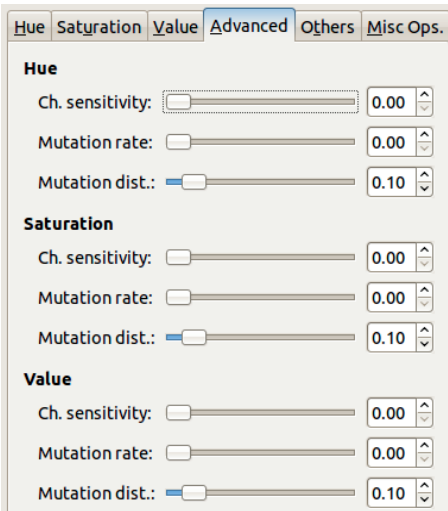 Hue Saturation Value Advanced Others Misc Ops.
Hue
Ch. sensitivity: 0.00
Mutation rate: 0.00
Mutation dist.: 0.10
Saturation
Ch. sensitivity: 0.00
Mutation rate: 0.00
Mutation dist.: 0.10
Value
Ch. sensitivity: 0.00
Mutation rate: 0.00
Mutation dist.: 0.10